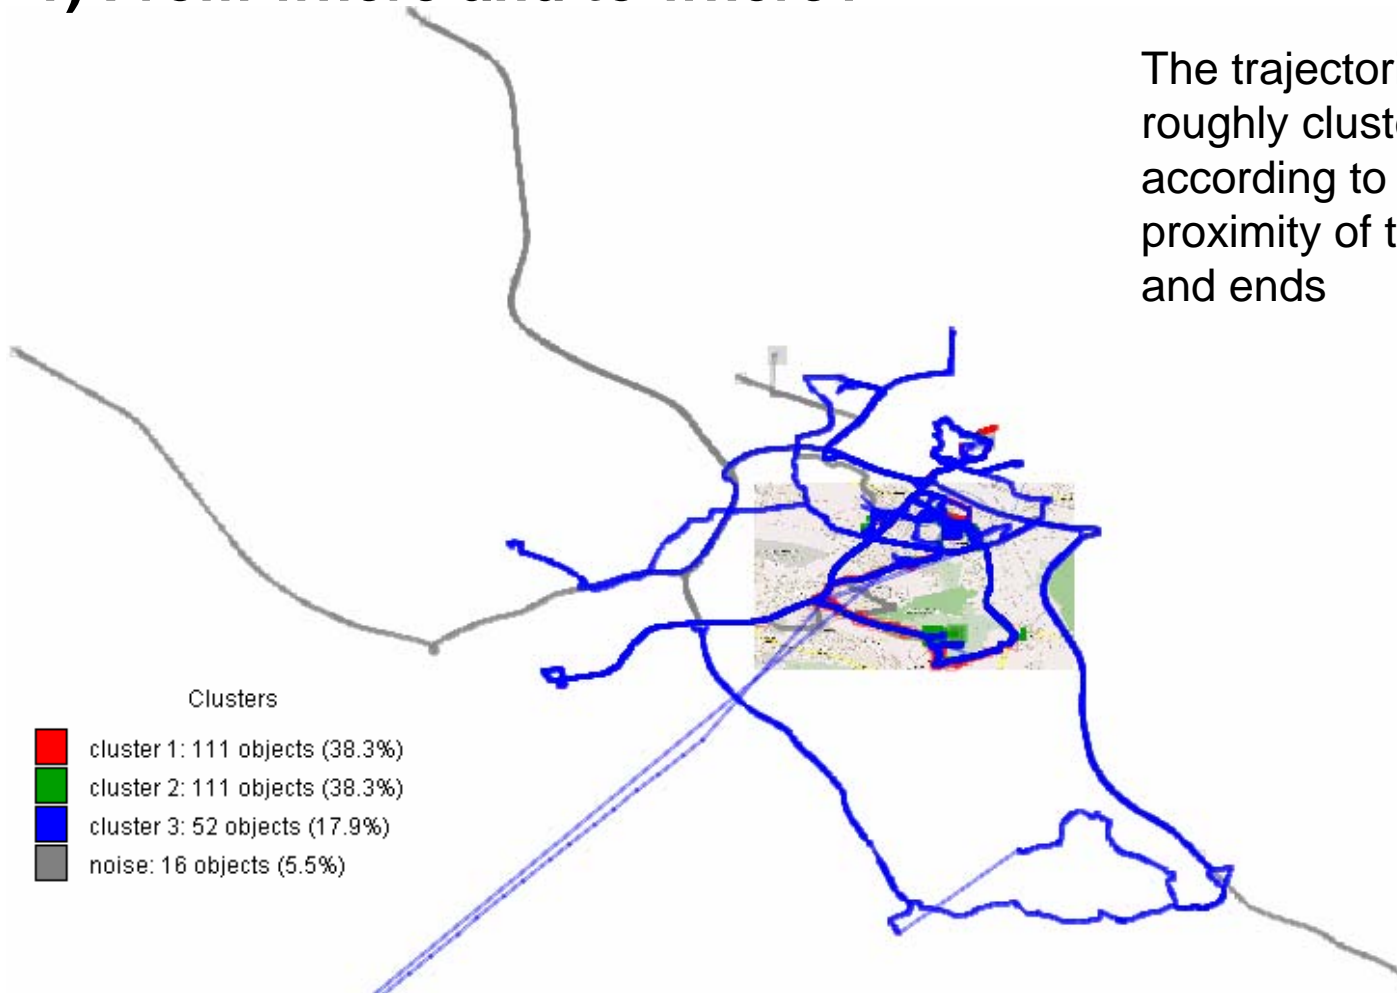 The trajector
roughly cluste
according to
proximity of t
and ends
Clusters
cluster 1: 111 objects (38.3%)
cluster 2: 111 objects (38.3%)
cluster 3: 52 objects (17.9%)
noise: 16 objects (5.5%)